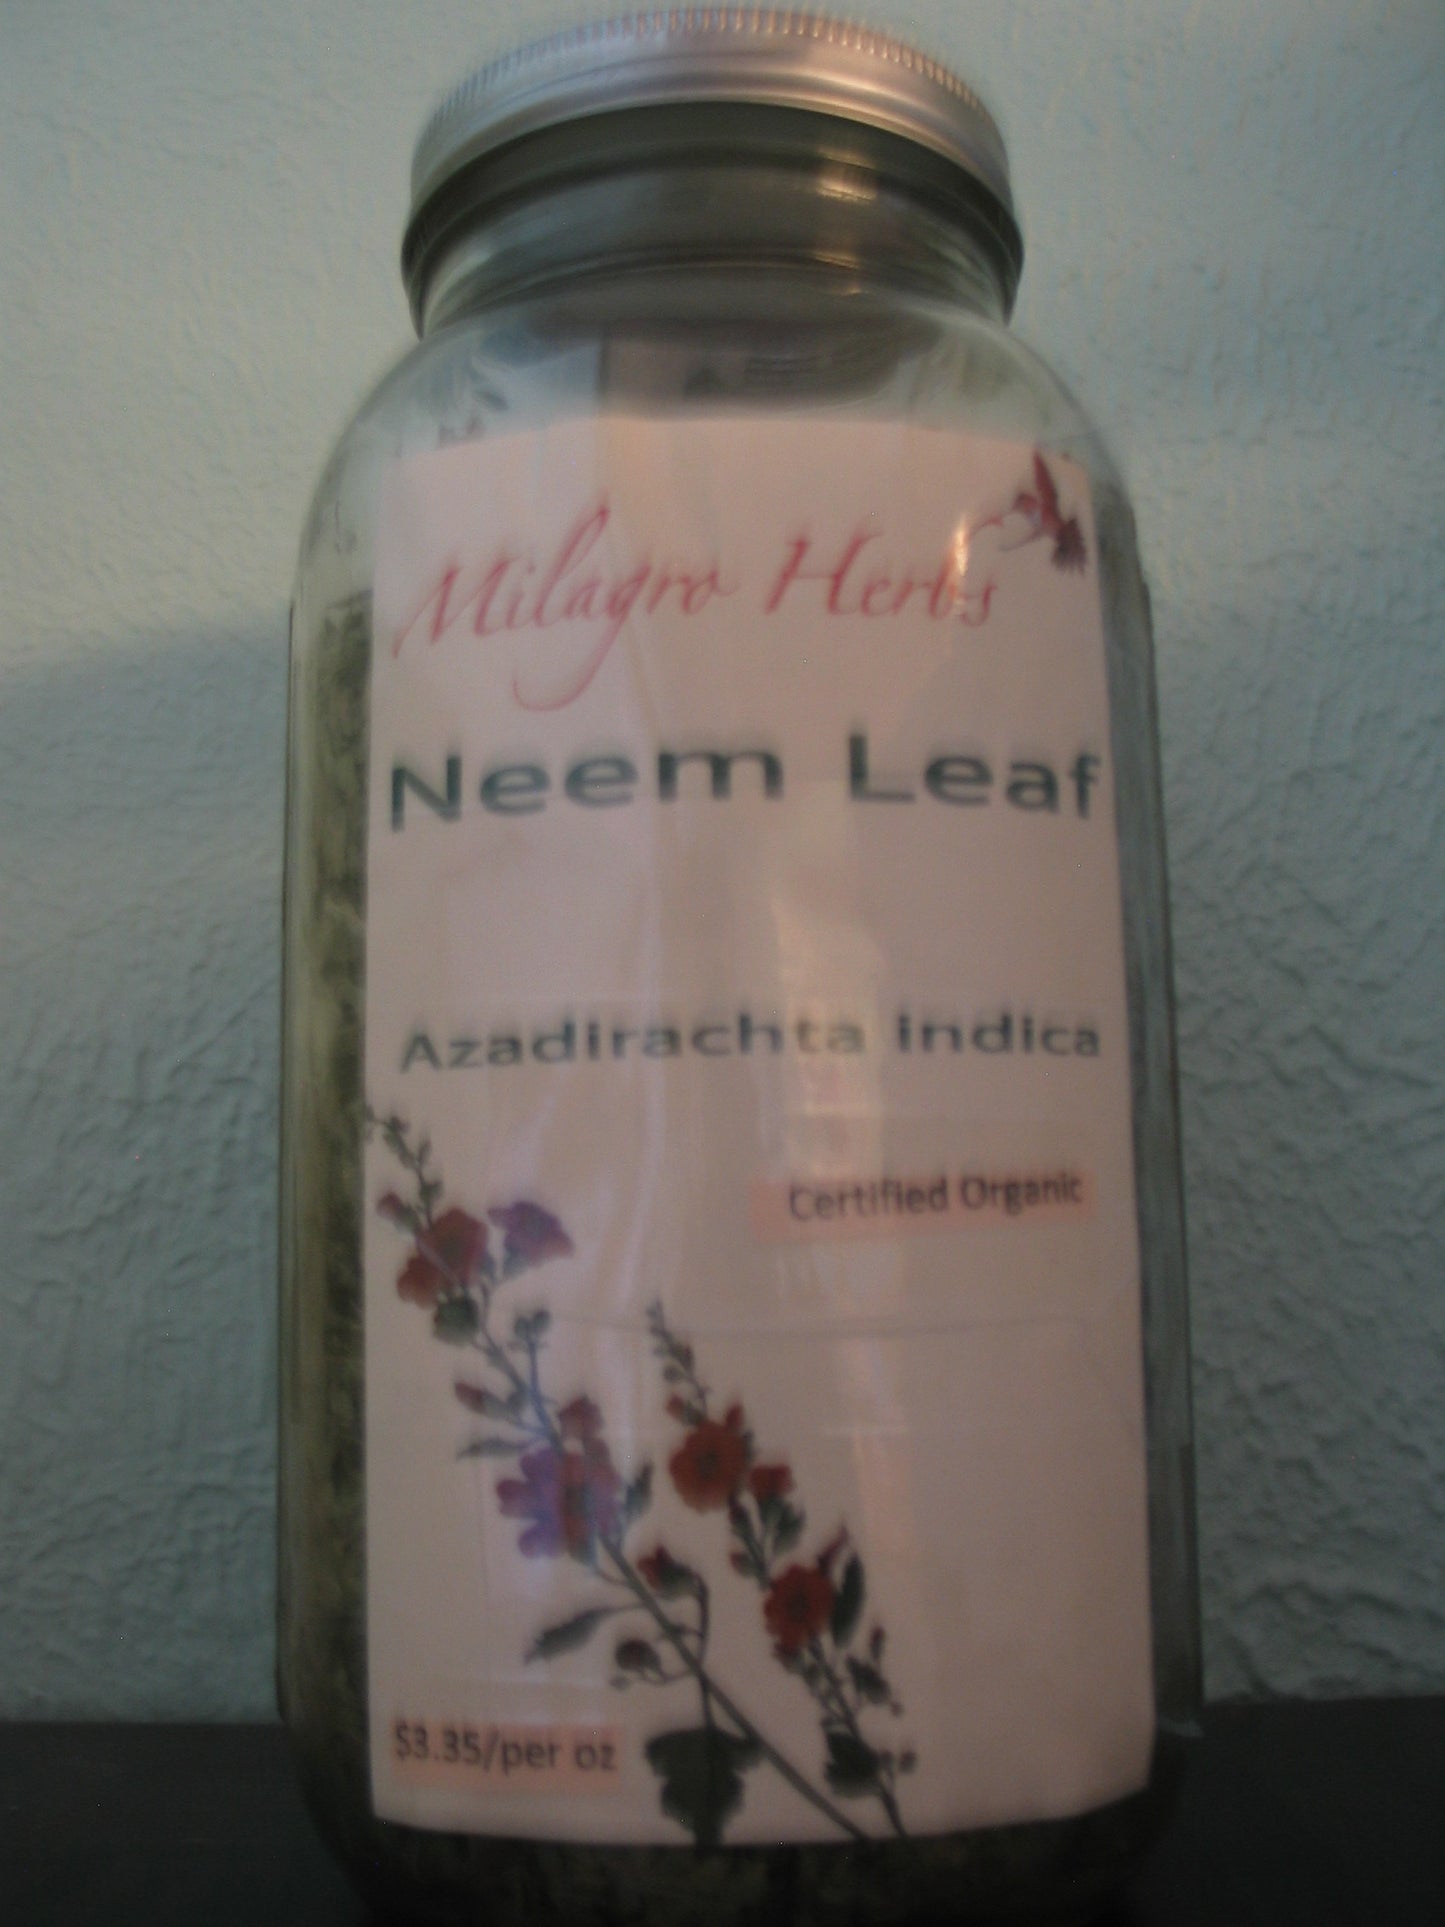 Milagro Herbs
Neem Leaf
Azadirachta indica
Certified Organic
$3.35/per oz